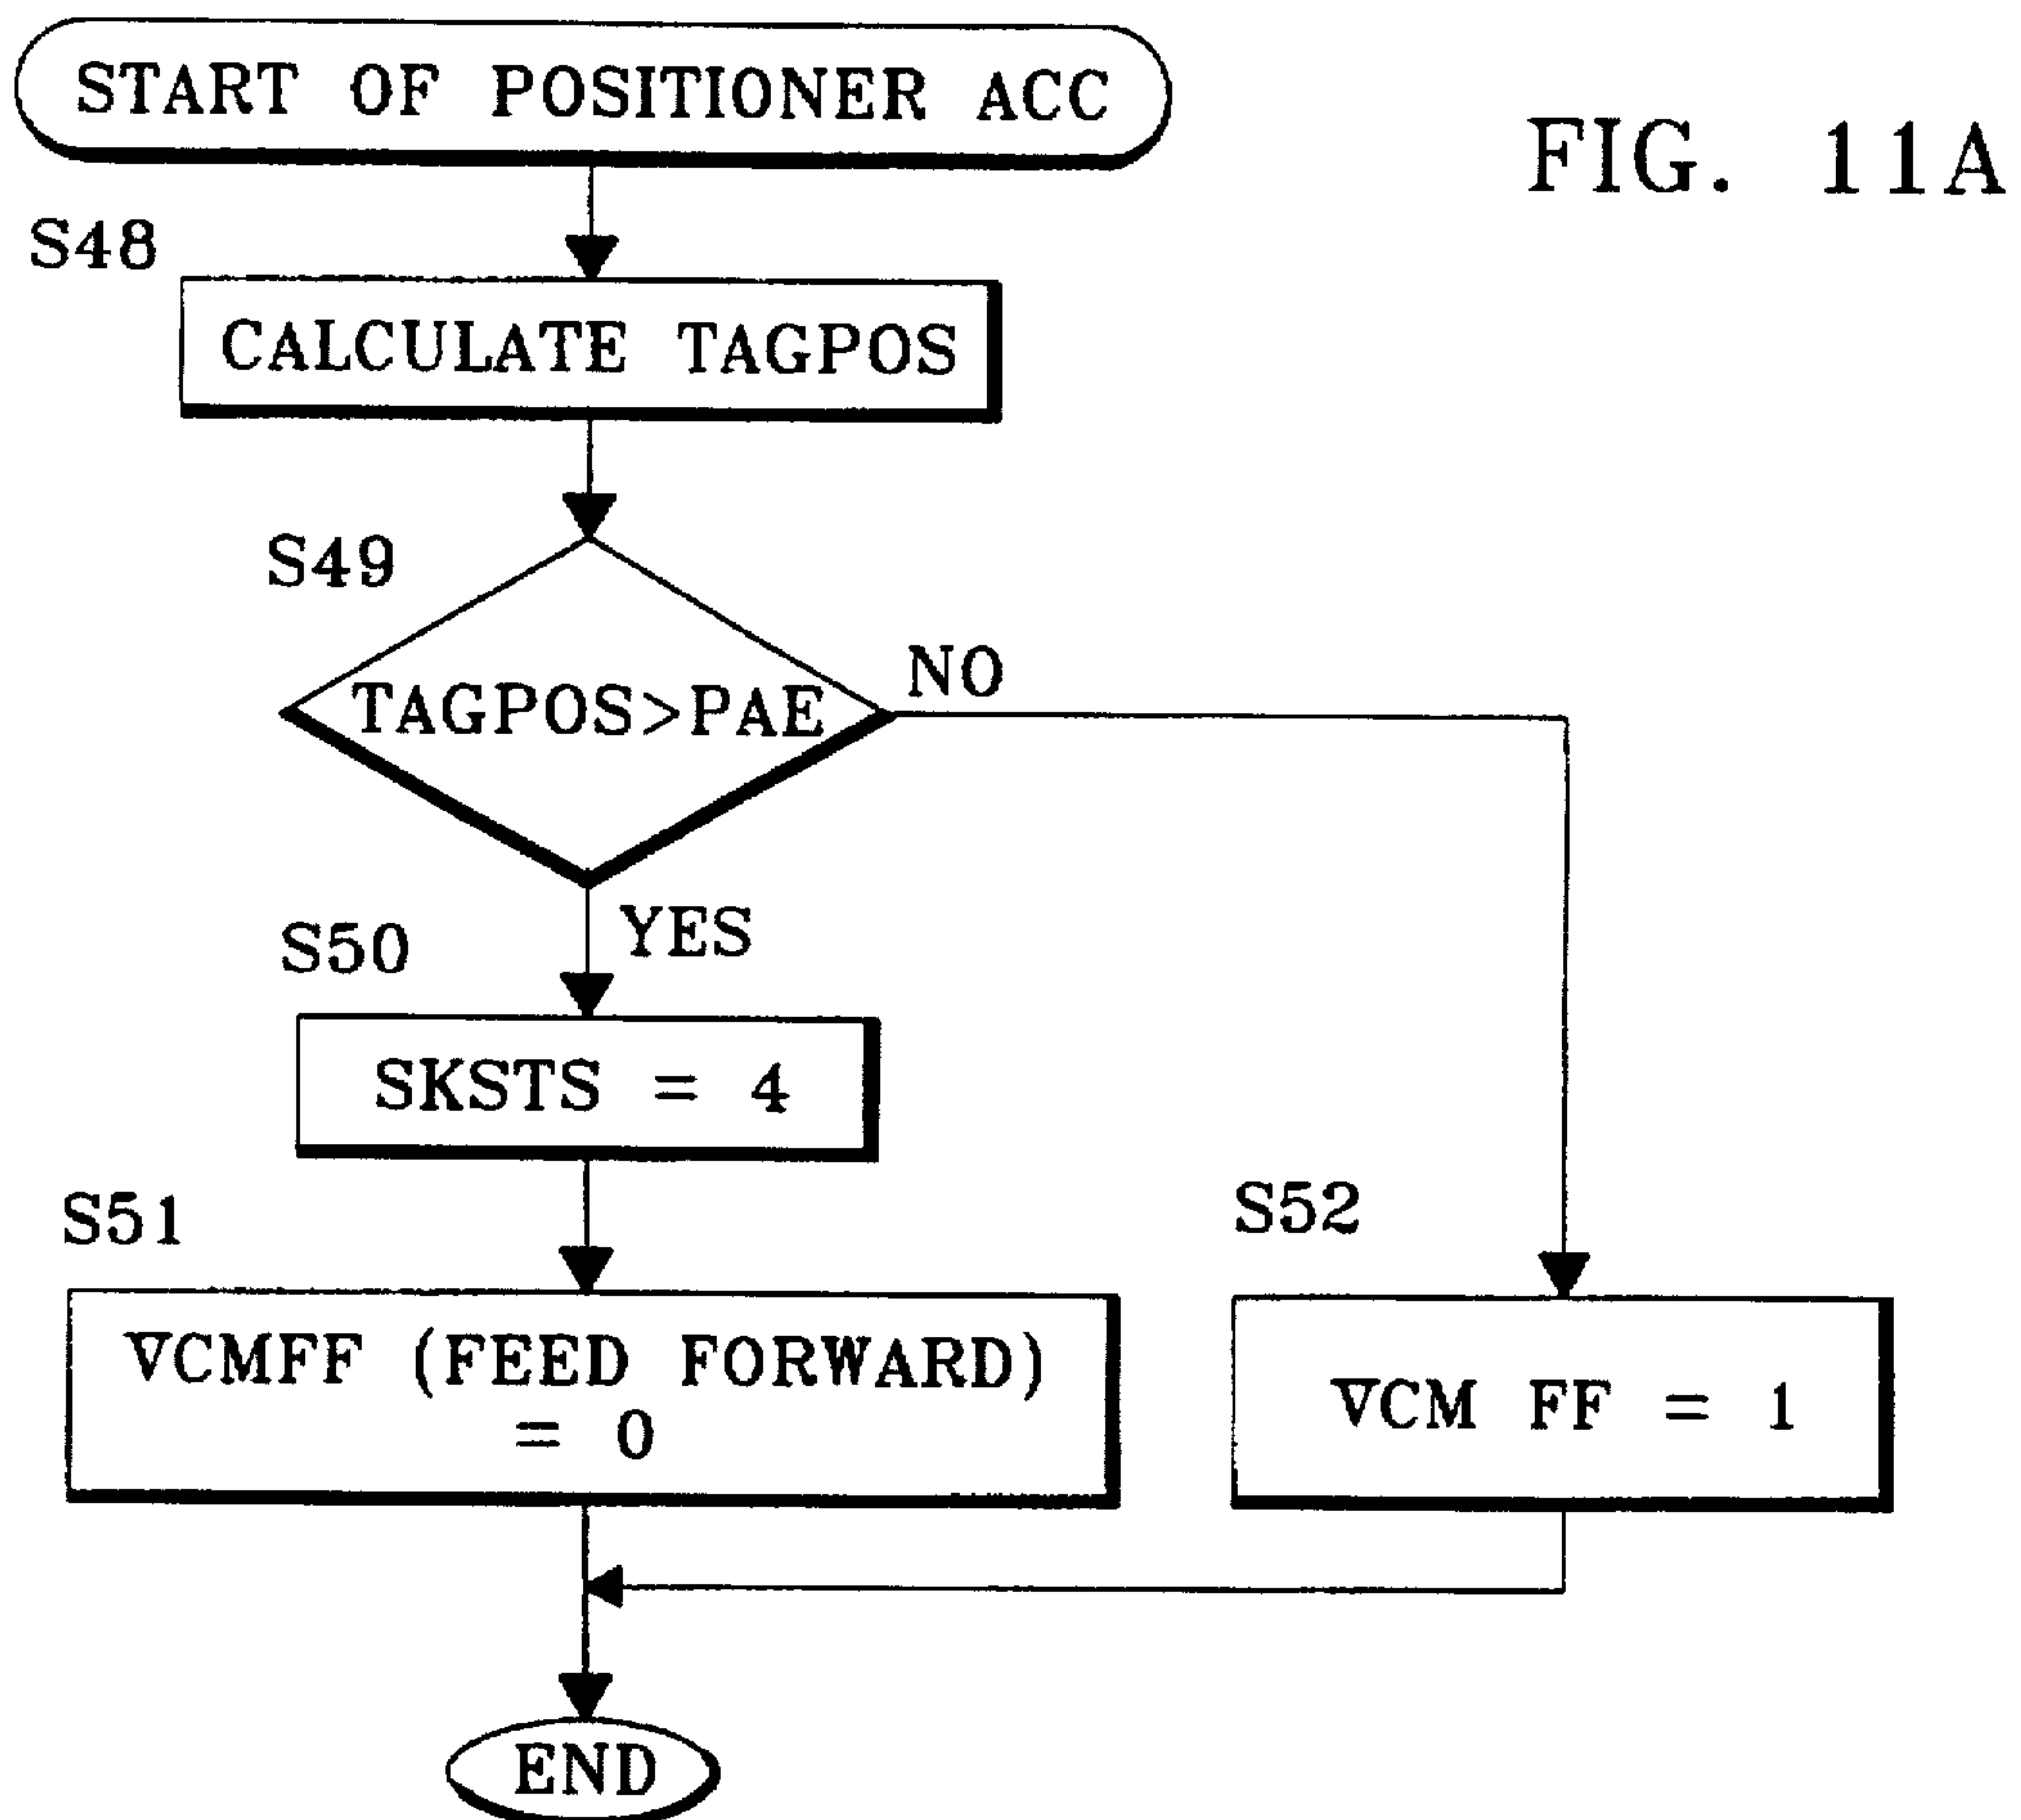 START OF POSITIONER ACC
FIG. 11A
S48
CALCULATE TAGPOS
S49
TAGPOS>PAE
NO
YES
S50
SKSTS = 4
S51
VCMFF (FEED FORWARD)
= 0
S52
VCM FF = 1
END